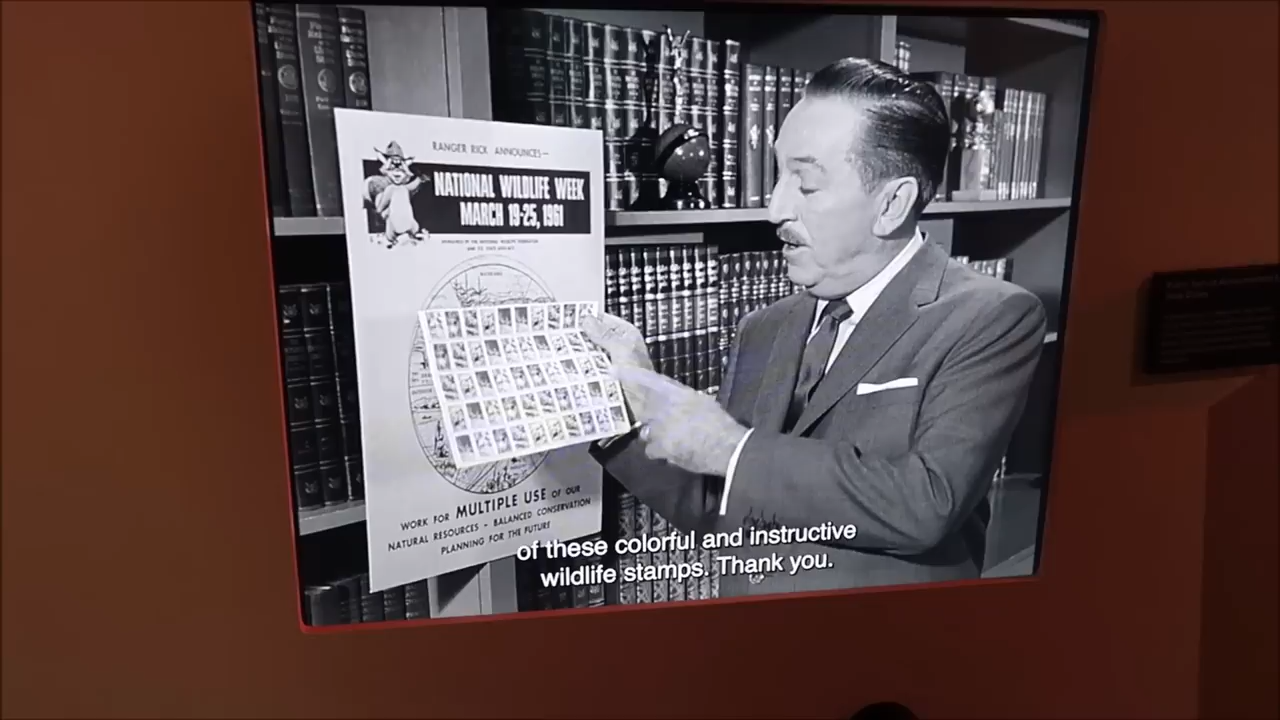 RANGER RICK ANNOUNCES—
NATIONAL WILDLIFE WEEK
MARCH 19-25, 1961
WORK FOR MULTIPLE USE OF OUR
NATURAL RESOURCES - BALANCED CONSERVATION
PLANNING FOR THE FUTURE
of these colorful and instructive
wildlife stamps. Thank you.